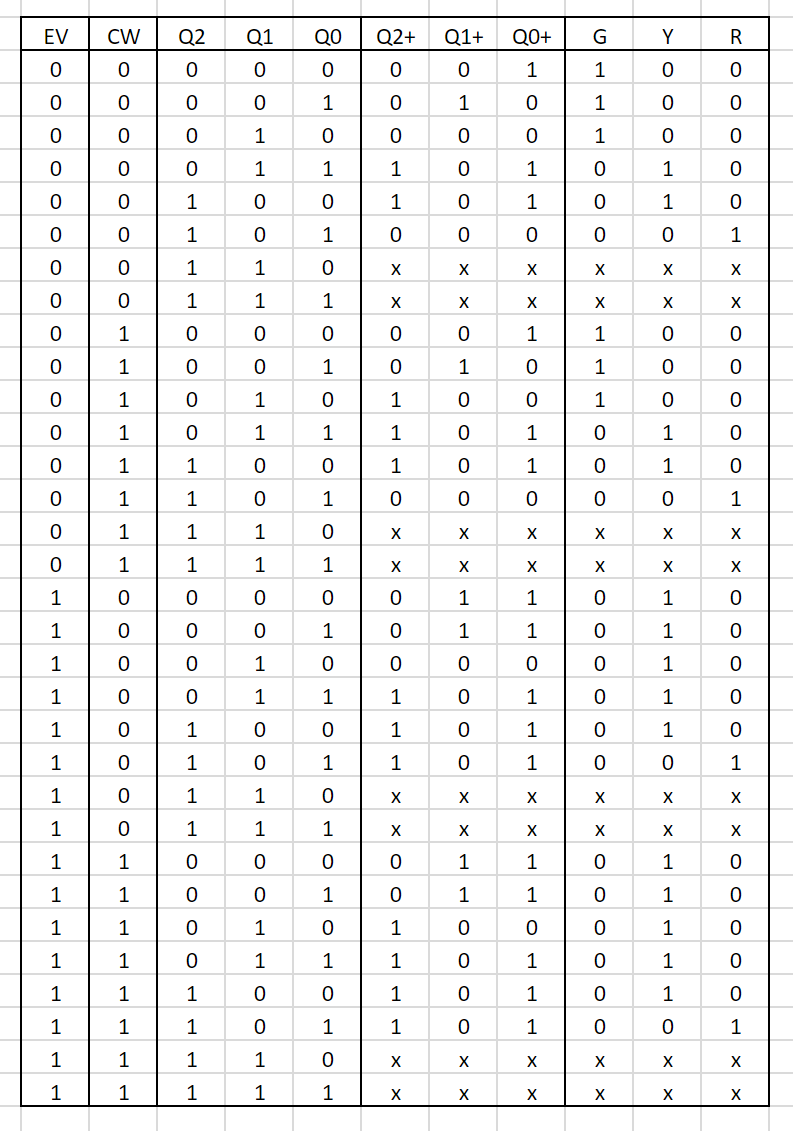 EV CW Q2 Q1 Q0 Q2+ Q1+ Q0+ G Y R
0 0 0 0 0 0 0 1 1 0 0
0 0 0 0 1 0 1 0 1 0 0
0 0 0 1 0 0 0 0 1 0 0
0 0 0 1 1 1 0 1 0 1 0
0 0 1 0 0 1 0 1 0 1 0
0 0 1 0 1 0 0 0 0 0 1
0 0 1 1 0 x x x x x x
0 0 1 1 1 x x x x x x
0 1 0 0 0 0 0 1 1 0 0
0 1 0 0 1 0 1 0 1 0 0
0 1 0 1 0 1 0 0 1 0 0
0 1 0 1 1 1 0 1 0 1 0
0 1 1 0 0 1 0 1 0 1 0
0 1 1 0 1 0 0 0 0 0 1
0 1 1 1 0 x x x x x x
0 1 1 1 1 x x x x x x
1 0 0 0 0 0 1 1 0 1 0
1 0 0 0 1 0 1 1 0 1 0
1 0 0 1 0 0 0 0 0 1 0
1 0 0 1 1 1 0 1 0 1 0
1 0 1 0 0 1 0 1 0 1 0
1 0 1 0 1 1 0 1 0 0 1
1 0 1 1 0 x x x x x x
1 0 1 1 1 x x x x x x
1 1 0 0 0 0 1 1 0 1 0
1 1 0 0 1 0 1 1 0 1 0
1 1 0 1 0 1 0 0 0 1 0
1 1 0 1 1 1 0 1 0 1 0
1 1 1 0 0 1 0 1 0 1 0
1 1 1 0 1 1 0 1 0 0 1
1 1 1 1 0 x x x x x x
1 1 1 1 1 x x x x x x